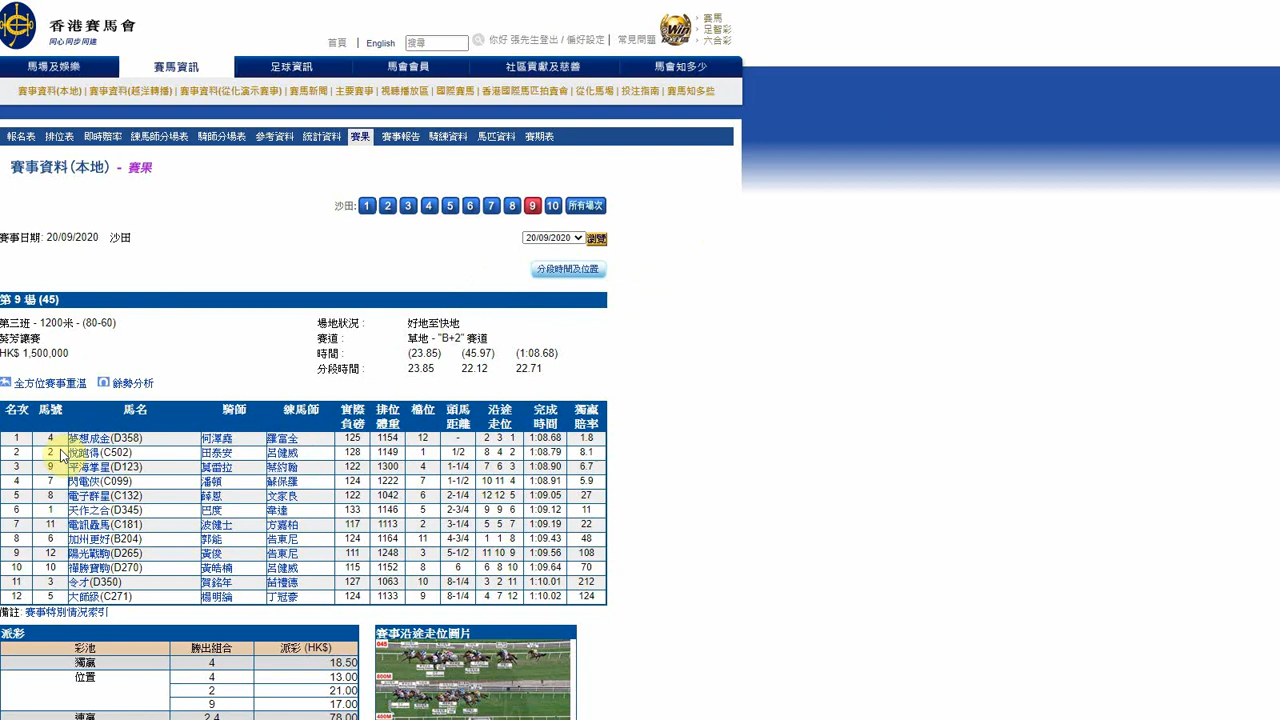 香港賽馬會
同心同步同進
首頁 | English 搜尋 你好 張先生登出 / 偏好設定 | 常見問題
賽馬
足智彩
六合彩
馬場及娛樂 賽馬資訊 足球資訊 馬會會員 社區貢獻及慈善 馬會知多少
賽事資料(本地) | 賽事資料(越洋轉播) | 賽事資料(從化演示賽事) | 賽馬新聞 | 主要賽事 | 視聽播放區 | 國際賽馬 | 香港國際馬匹拍賣會 | 從化馬場 | 投注指南 | 賽馬知多些
報名表 排位表 即時賠率 練馬師分場表 騎師分場表 參考資料 統計資料 賽果 賽事報告 騎練資料 馬匹資料 賽期表
賽事資料(本地) - 賽果
沙田: 1 2 3 4 5 6 7 8 9 10 所有場次
賽事日期: 20/09/2020 沙田 20/09/2020 瀏覽
分段時間及位置
第 9 場 (45)
第三班 - 1200米 - (80-60) 場地狀況 : 好地至快地
葵芳讓賽 賽道 : 草地 - "B+2" 賽道
HK$ 1,500,000 時間 : (23.85) (45.97) (1:08.68)
分段時間 : 23.85 22.12 22.71
全方位賽事重溫 餘勢分析
名次 馬號 馬名 騎師 練馬師 實際負磅 排位體重 檔位 頭馬距離 沿途走位 完成時間 獨贏賠率
1 4 夢想成金(D358) 何澤堯 羅富全 125 1154 12 - 2 3 1 1:08.68 1.8
2 2 悅跑得(C502) 田泰安 呂健威 128 1149 1 1/2 8 4 2 1:08.79 8.1
3 9 平海掌星(D123) 莫雷拉 蔡約翰 122 1300 4 1-1/4 7 6 3 1:08.90 6.7
4 7 閃電俠(C099) 潘頓 蘇保羅 124 1222 7 1-1/2 10 11 4 1:08.91 5.9
5 8 電子群星(C132) 薛恩 文家良 122 1042 6 2-1/4 12 12 5 1:09.05 27
6 1 天作之合(D345) 巴度 韋達 133 1146 5 2-3/4 9 9 6 1:09.12 11
7 11 電訊驫馬(C181) 波健士 方嘉柏 117 1113 2 3-1/4 5 5 7 1:09.19 22
8 6 加州更好(B204) 郭能 告東尼 124 1164 11 4-3/4 1 1 8 1:09.43 48
9 12 陽光戰駒(D265) 黃俊 告東尼 111 1248 3 5-1/2 11 10 9 1:09.56 108
10 10 禪勝寶駒(D270) 黃皓楠 呂健威 115 1152 8 6 6 8 10 1:09.64 70
11 3 令才(D350) 賀銘年 苗禮德 127 1063 10 8-1/4 3 2 11 1:10.01 212
12 5 大師級(C271) 楊明綸 丁冠豪 124 1133 9 8-1/4 4 7 12 1:10.02 124
備註: 賽事特別情況索引
派彩 賽事沿途走位圖片
彩池 勝出組合 派彩 (HK$)
獨贏 4 18.50
位置 4 13.00
2 21.00
9 17.00
連贏 2,4 78.00
800M
400M